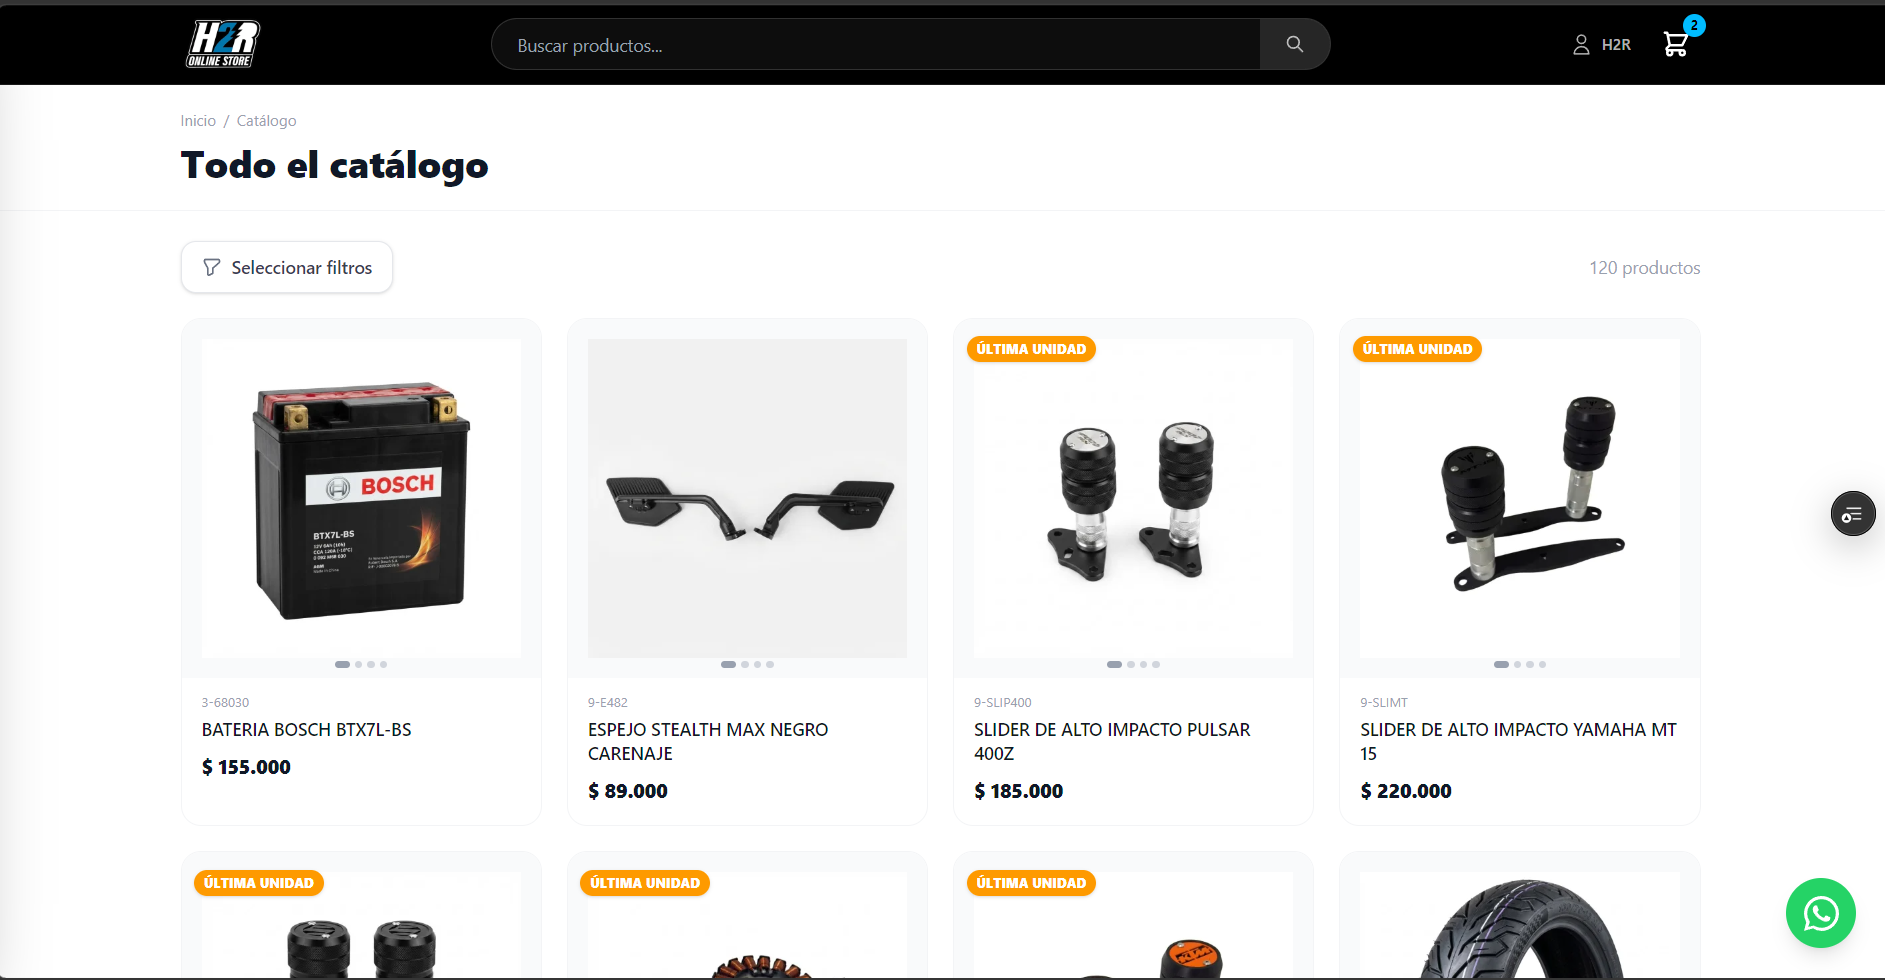 H2R
ONLINE STORE
Buscar productos...
H2R
2
Inicio / Catálogo
Todo el catálogo
Seleccionar filtros
120 productos
BOSCH
BTX7L-BS
ÚLTIMA UNIDAD
ÚLTIMA UNIDAD
3-68030
BATERIA BOSCH BTX7L-BS
$ 155.000
9-E482
ESPEJO STEALTH MAX NEGRO
CARENAJE
$ 89.000
9-SLIP400
SLIDER DE ALTO IMPACTO PULSAR
400Z
$ 185.000
9-SLIMT
SLIDER DE ALTO IMPACTO YAMAHA MT
15
$ 220.000
ÚLTIMA UNIDAD
ÚLTIMA UNIDAD
ÚLTIMA UNIDAD
KTM